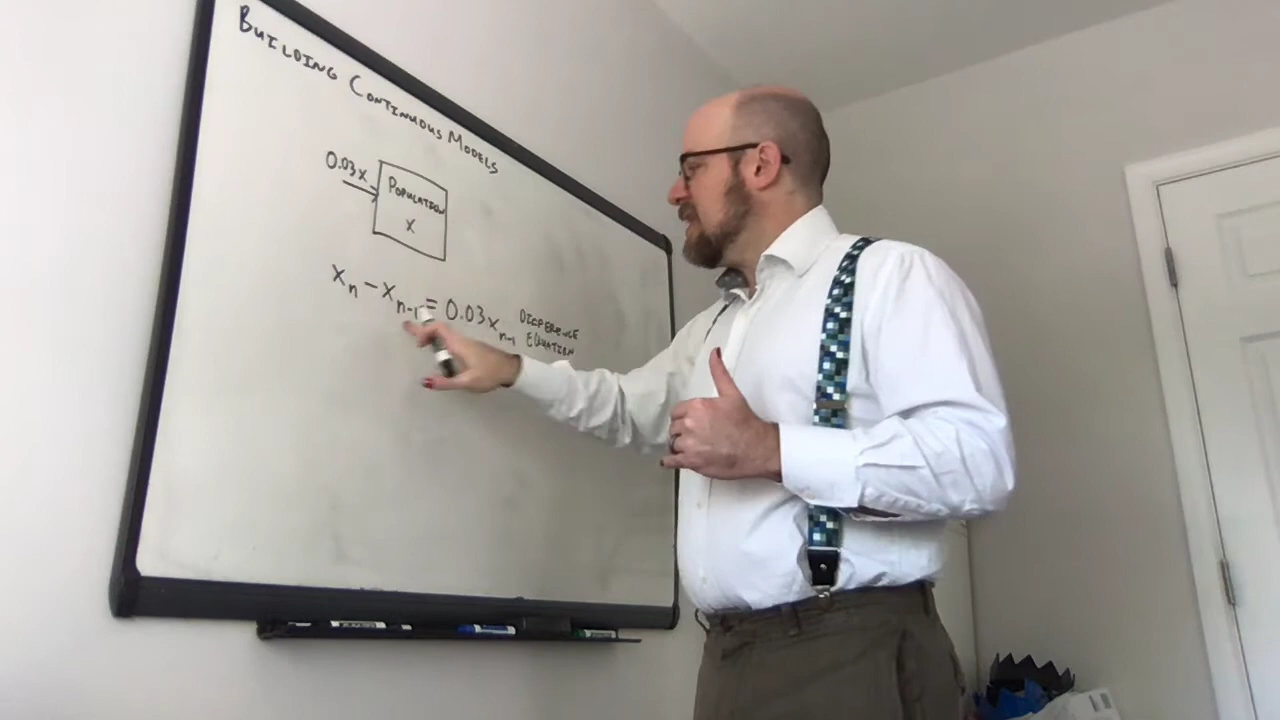 BUILDING CONTINUOUS MODELS
0.03x
POPULATION
X
xₙ - xₙ₋₁ = 0.03xₙ₋₁
DIFFERENCE
EQUATION